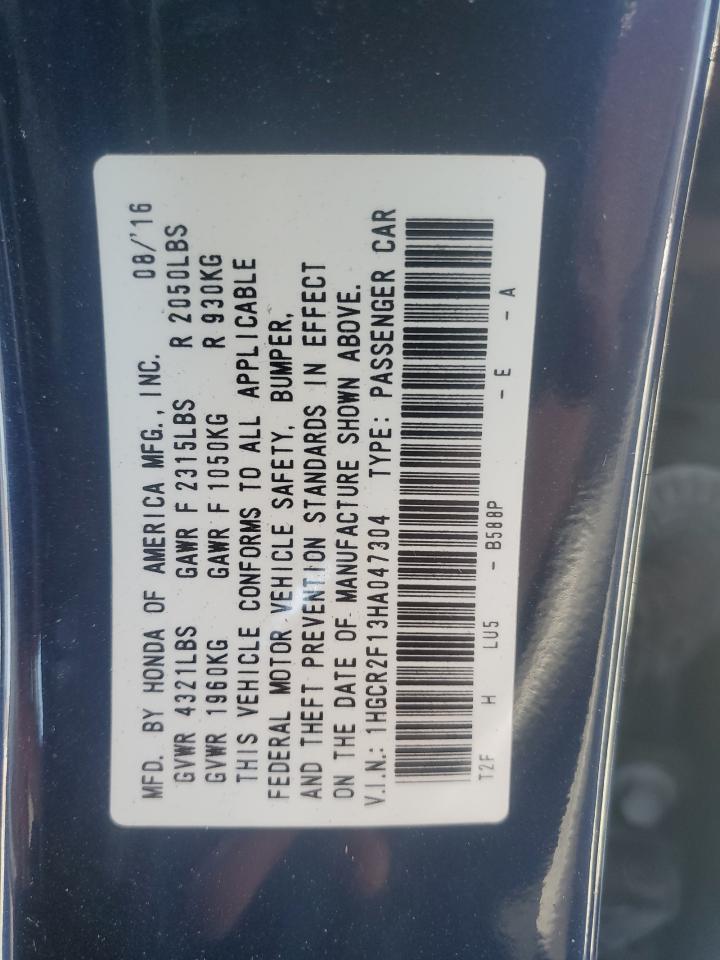 MFD. BY HONDA OF AMERICA MFG., INC. 08/'16
GVWR 4321LBS GAWR F 2315LBS R 2050LBS
GVWR 1960KG GAWR F 1050KG R 930KG
THIS VEHICLE CONFORMS TO ALL APPLICABLE
FEDERAL MOTOR VEHICLE SAFETY, BUMPER,
AND THEFT PREVENTION STANDARDS IN EFFECT
ON THE DATE OF MANUFACTURE SHOWN ABOVE.
V.I.N.: 1HGCR2F13HA047304 TYPE: PASSENGER CAR
T2F H LU5 - B588P - E - A